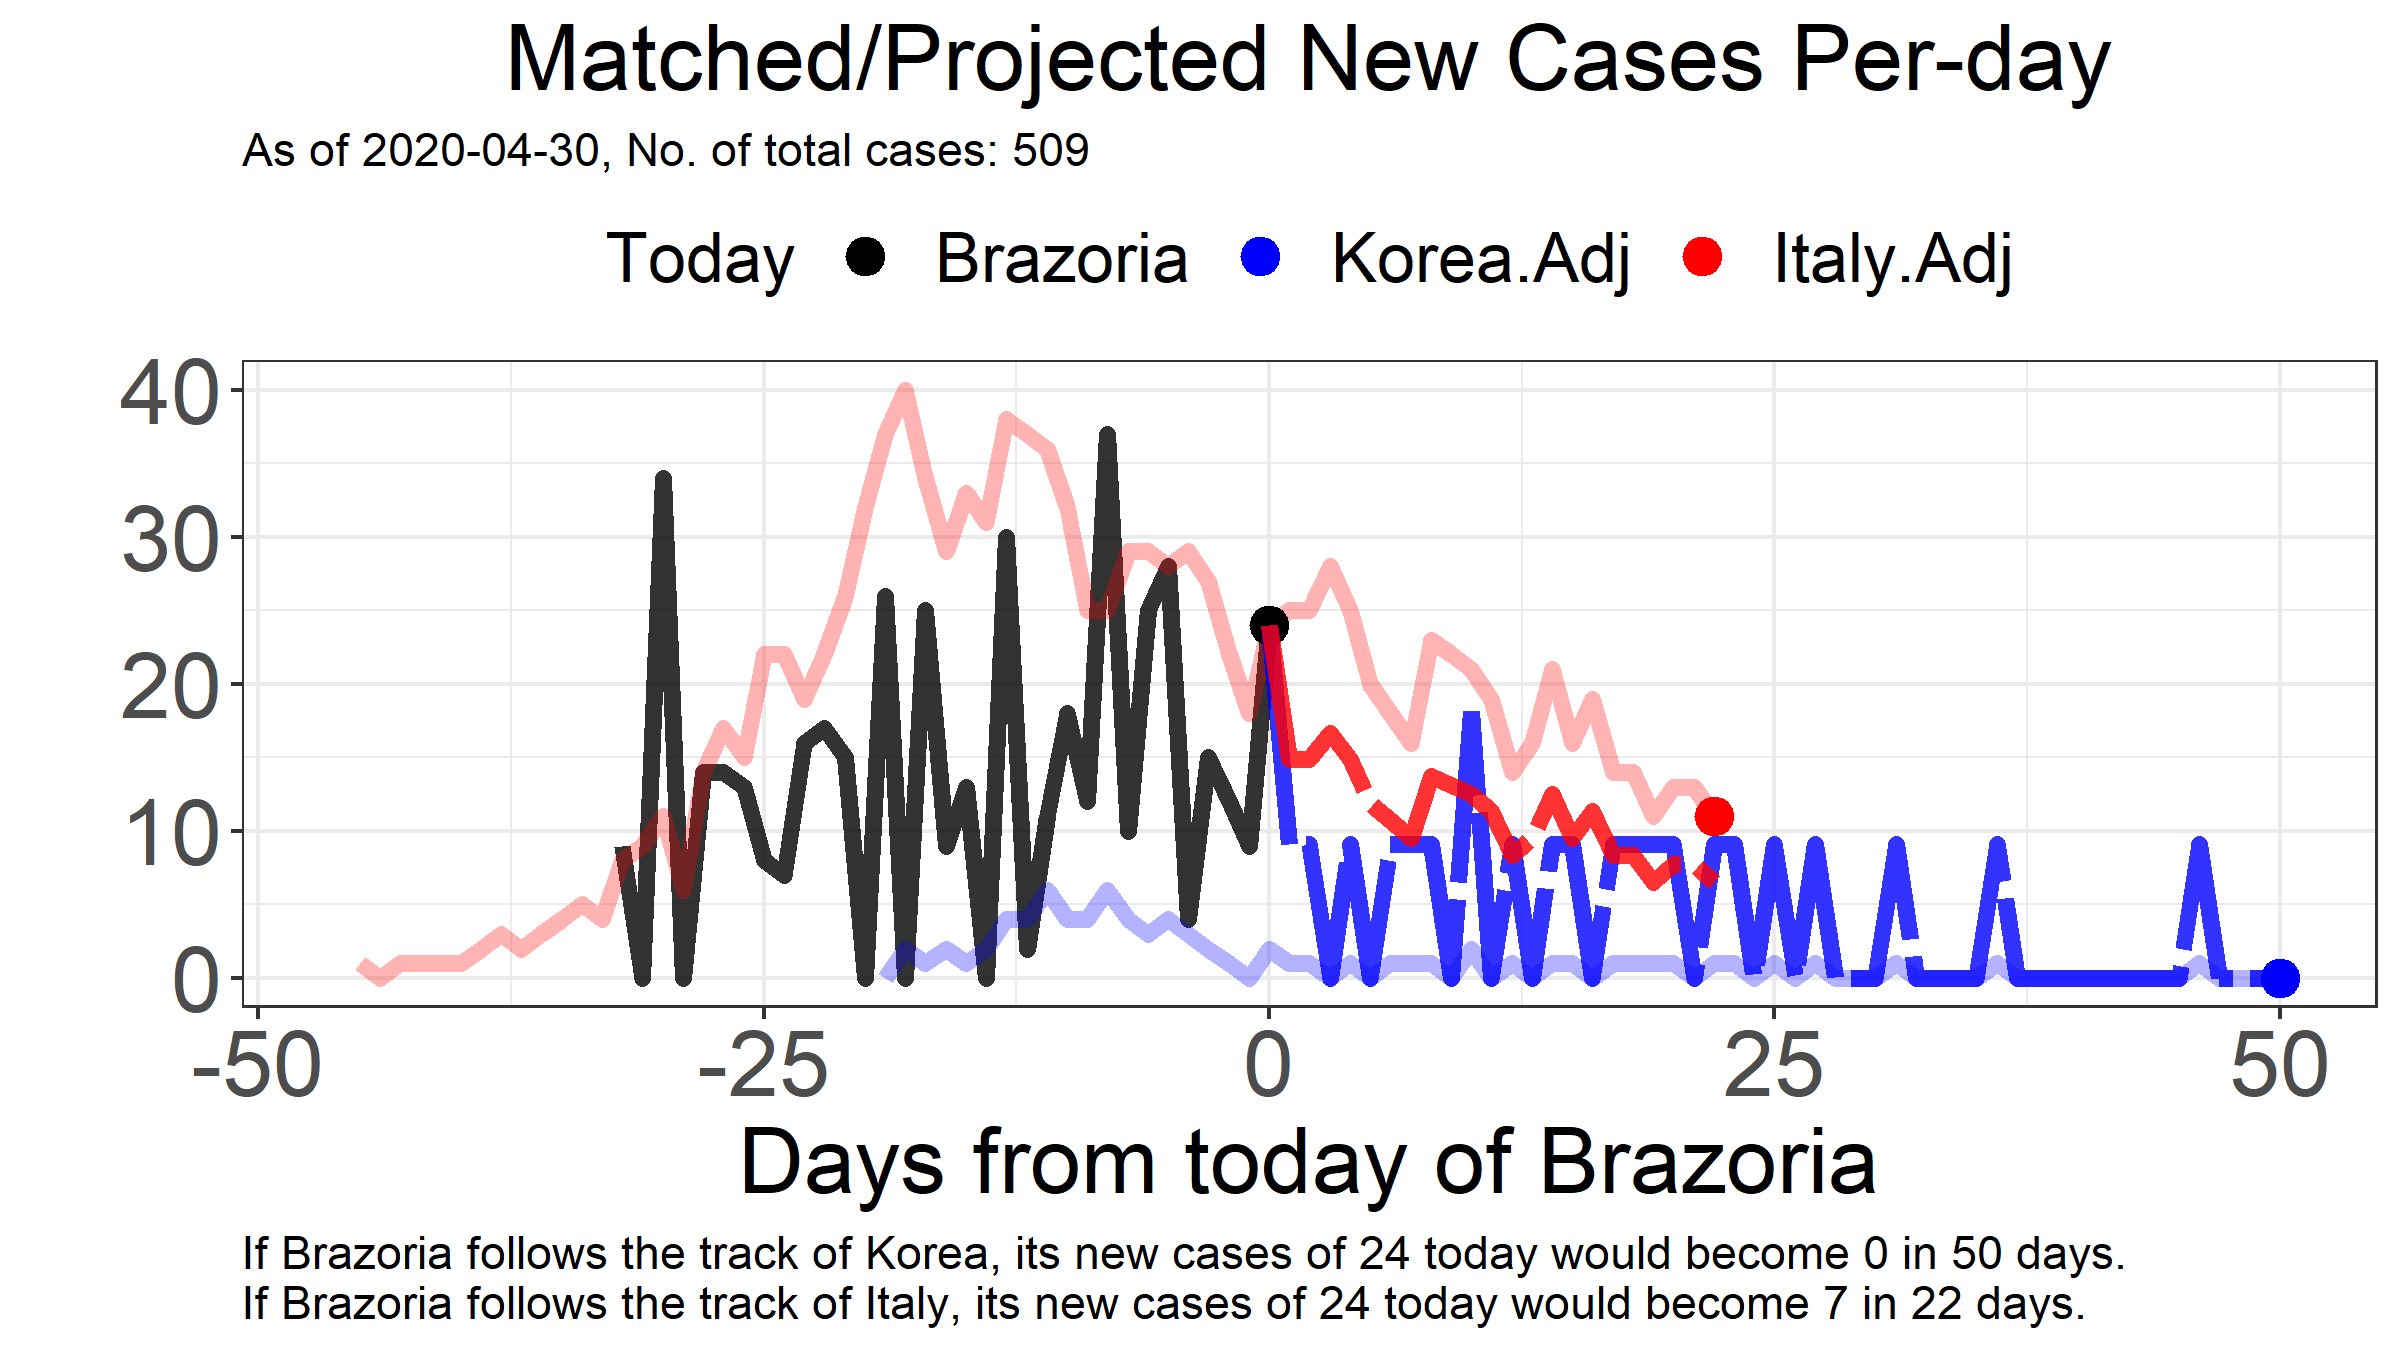 Matched/Projected New Cases Per-day
As of 2020-04-30, No. of total cases: 509
Today Brazoria Korea.Adj Italy.Adj
40
30
20
10
0
-50 -25 0 25 50
Days from today of Brazoria
If Brazoria follows the track of Korea, its new cases of 24 today would become 0 in 50 days.
If Brazoria follows the track of Italy, its new cases of 24 today would become 7 in 22 days.